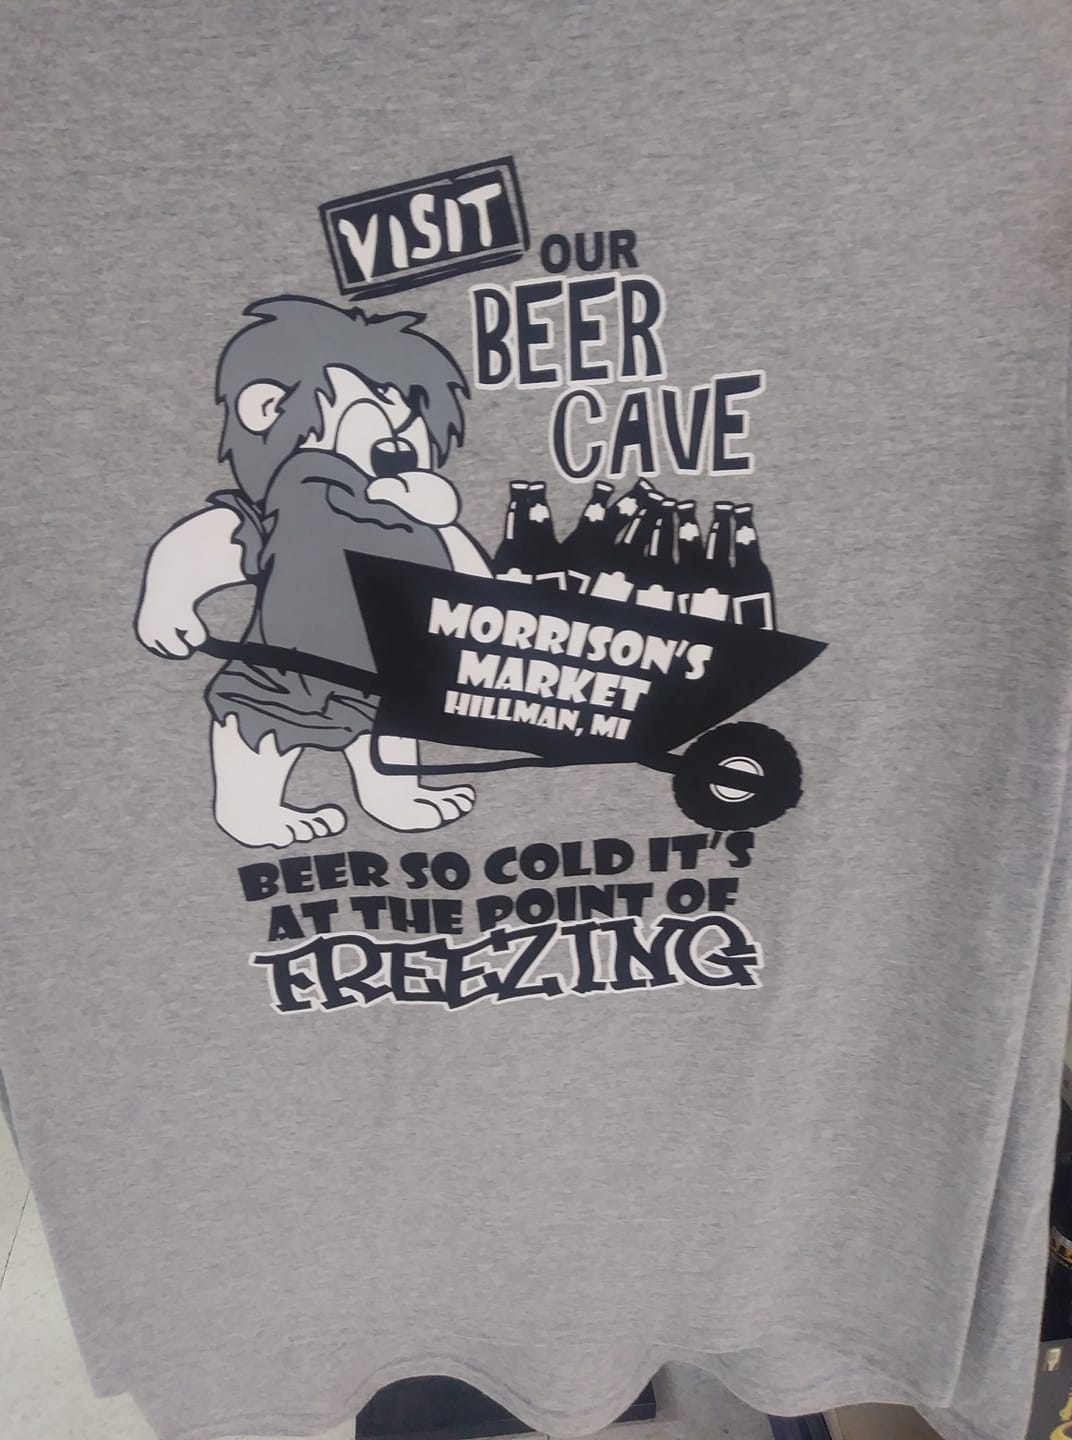 VISIT
OUR
BEER
CAVE
MORRISON'S
MARKET
HILLMAN, MI
BEER SO COLD IT'S
AT THE POINT OF
FREEZING